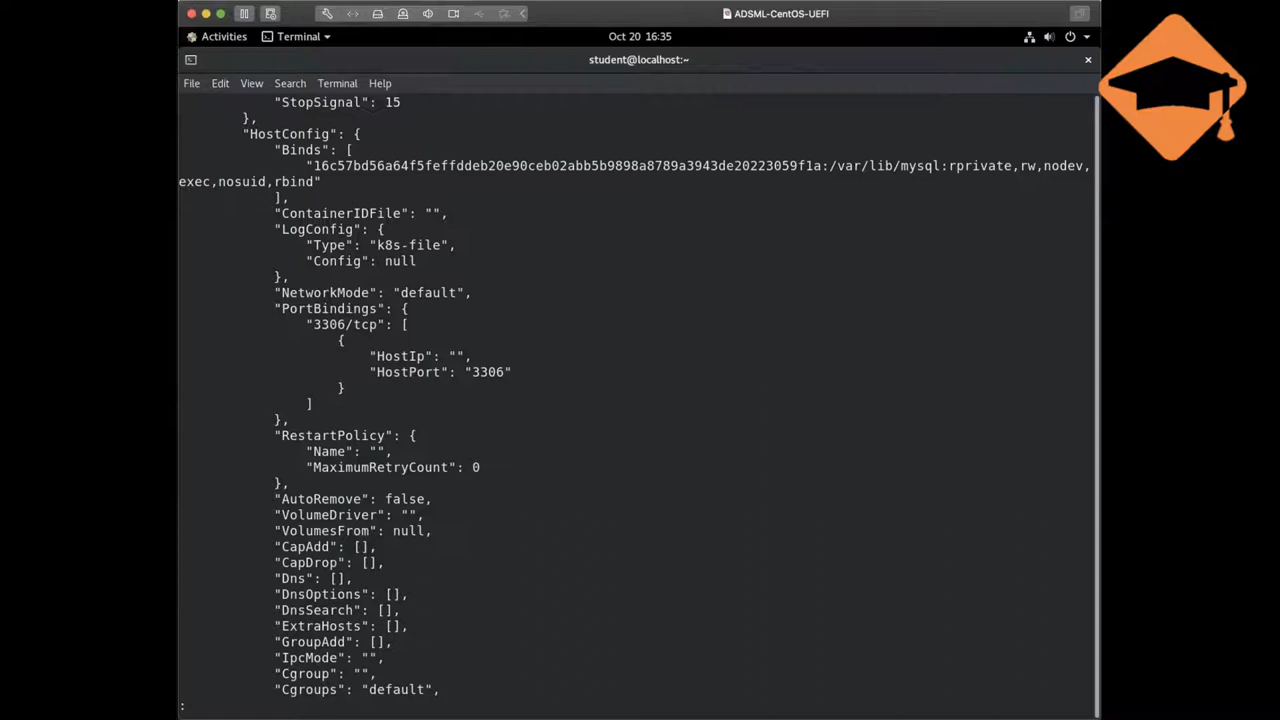 ADSML-CentOS-UEFI
Activities Terminal Oct 20 16:35
student@localhost:~
File Edit View Search Terminal Help
"StopSignal": 15
},
"HostConfig": {
"Binds": [
"16c57bd56a64f5feffddeb20e90ceb02abb5b9898a8789a3943de20223059f1a:/var/lib/mysql:rprivate,rw,nodev,
exec,nosuid,rbind"
],
"ContainerIDFile": "",
"LogConfig": {
"Type": "k8s-file",
"Config": null
},
"NetworkMode": "default",
"PortBindings": {
"3306/tcp": [
{
"HostIp": "",
"HostPort": "3306"
}
]
},
"RestartPolicy": {
"Name": "",
"MaximumRetryCount": 0
},
"AutoRemove": false,
"VolumeDriver": "",
"VolumesFrom": null,
"CapAdd": [],
"CapDrop": [],
"Dns": [],
"DnsOptions": [],
"DnsSearch": [],
"ExtraHosts": [],
"GroupAdd": [],
"IpcMode": "",
"Cgroup": "",
"Cgroups": "default",
: